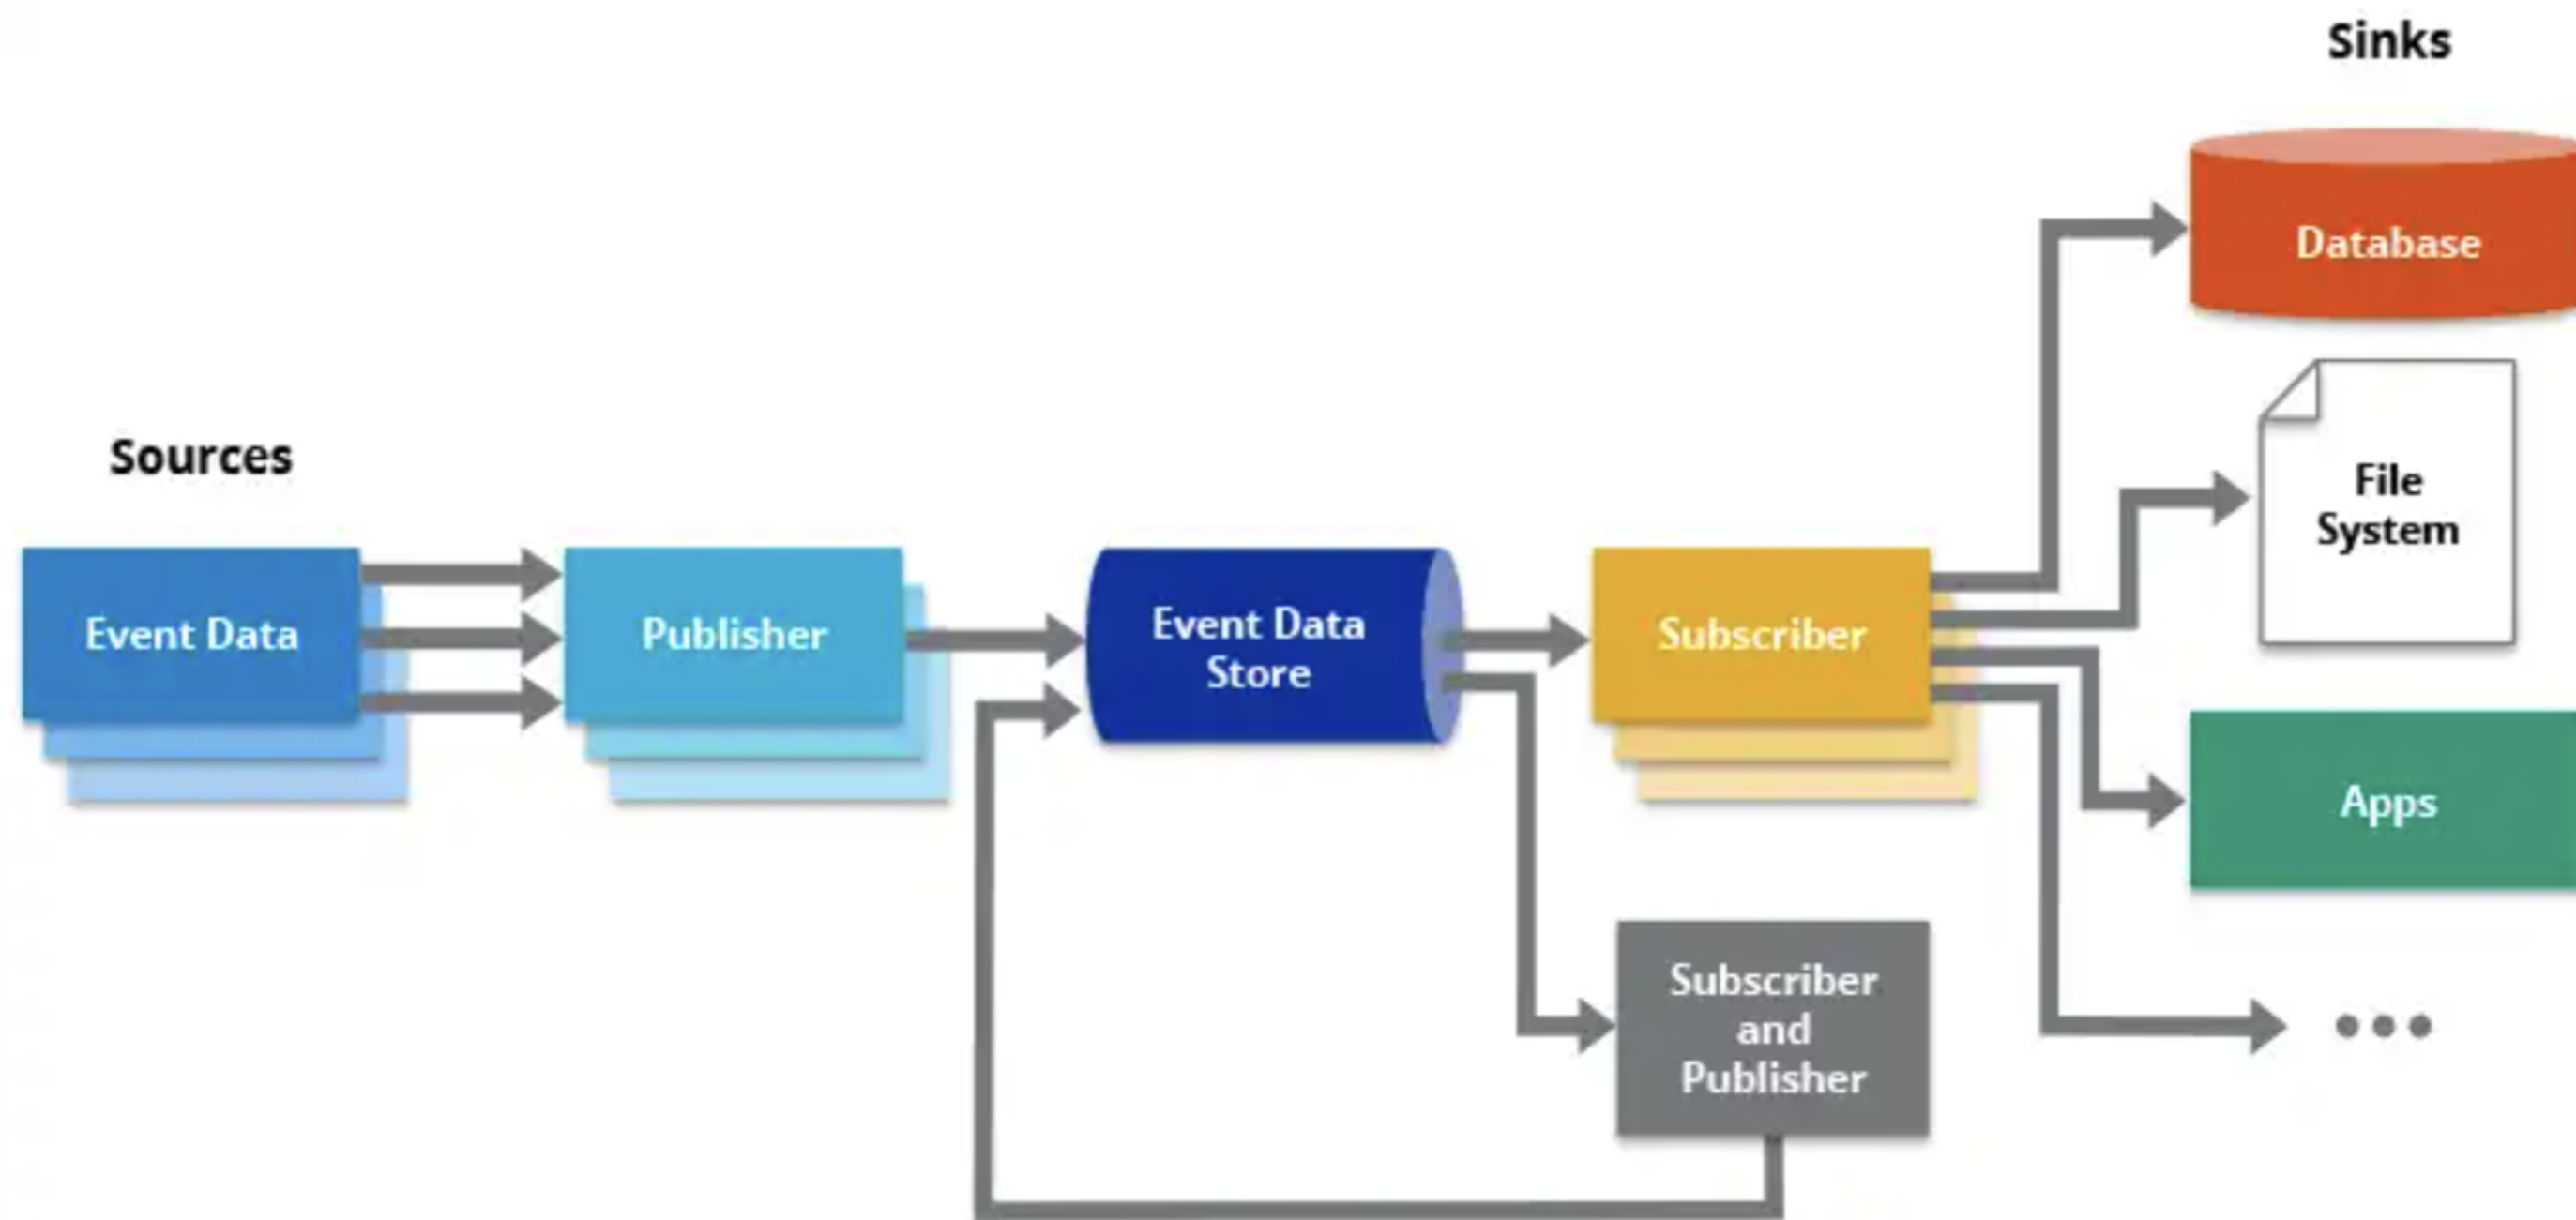 Sinks
Database
File
System
Sources
Event Data
Publisher
Event Data
Store
Subscriber
Apps
Subscriber
and
Publisher